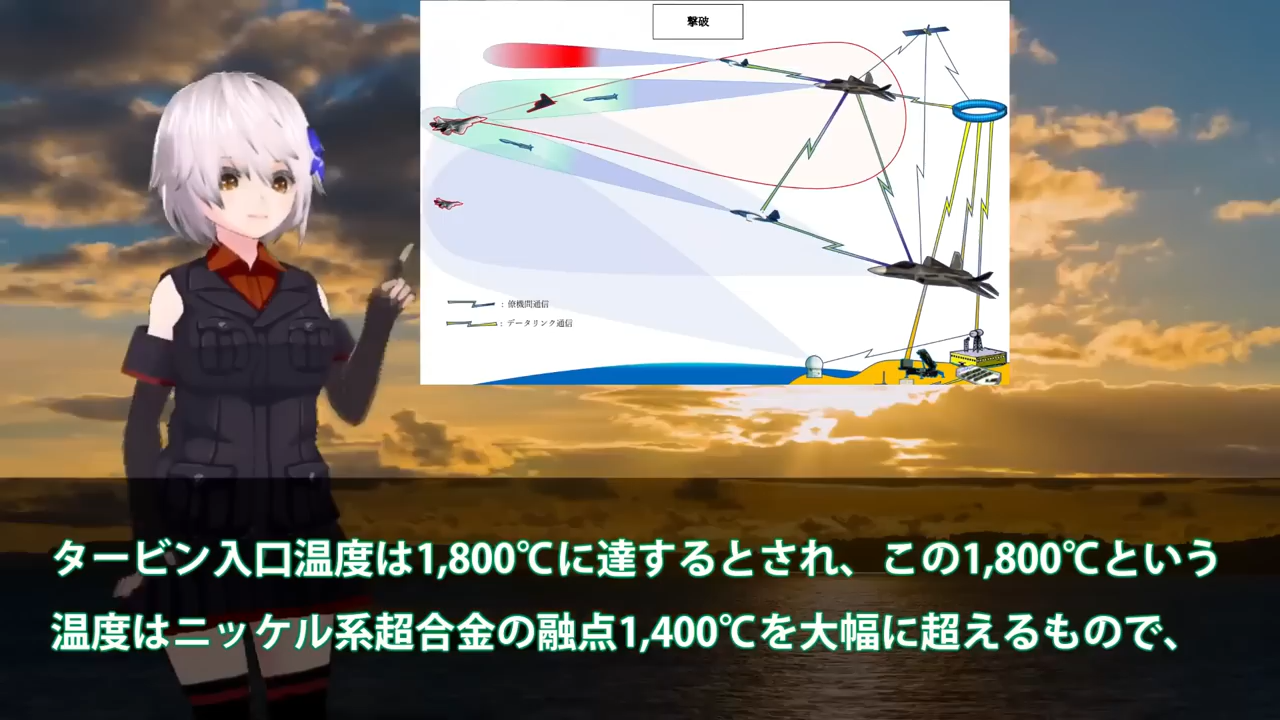 撃破
：僚機間通信
：データリンク通信
タービン入口温度は1,800℃に達するとされ、この1,800℃という
温度はニッケル系超合金の融点1,400℃を大幅に超えるもので、